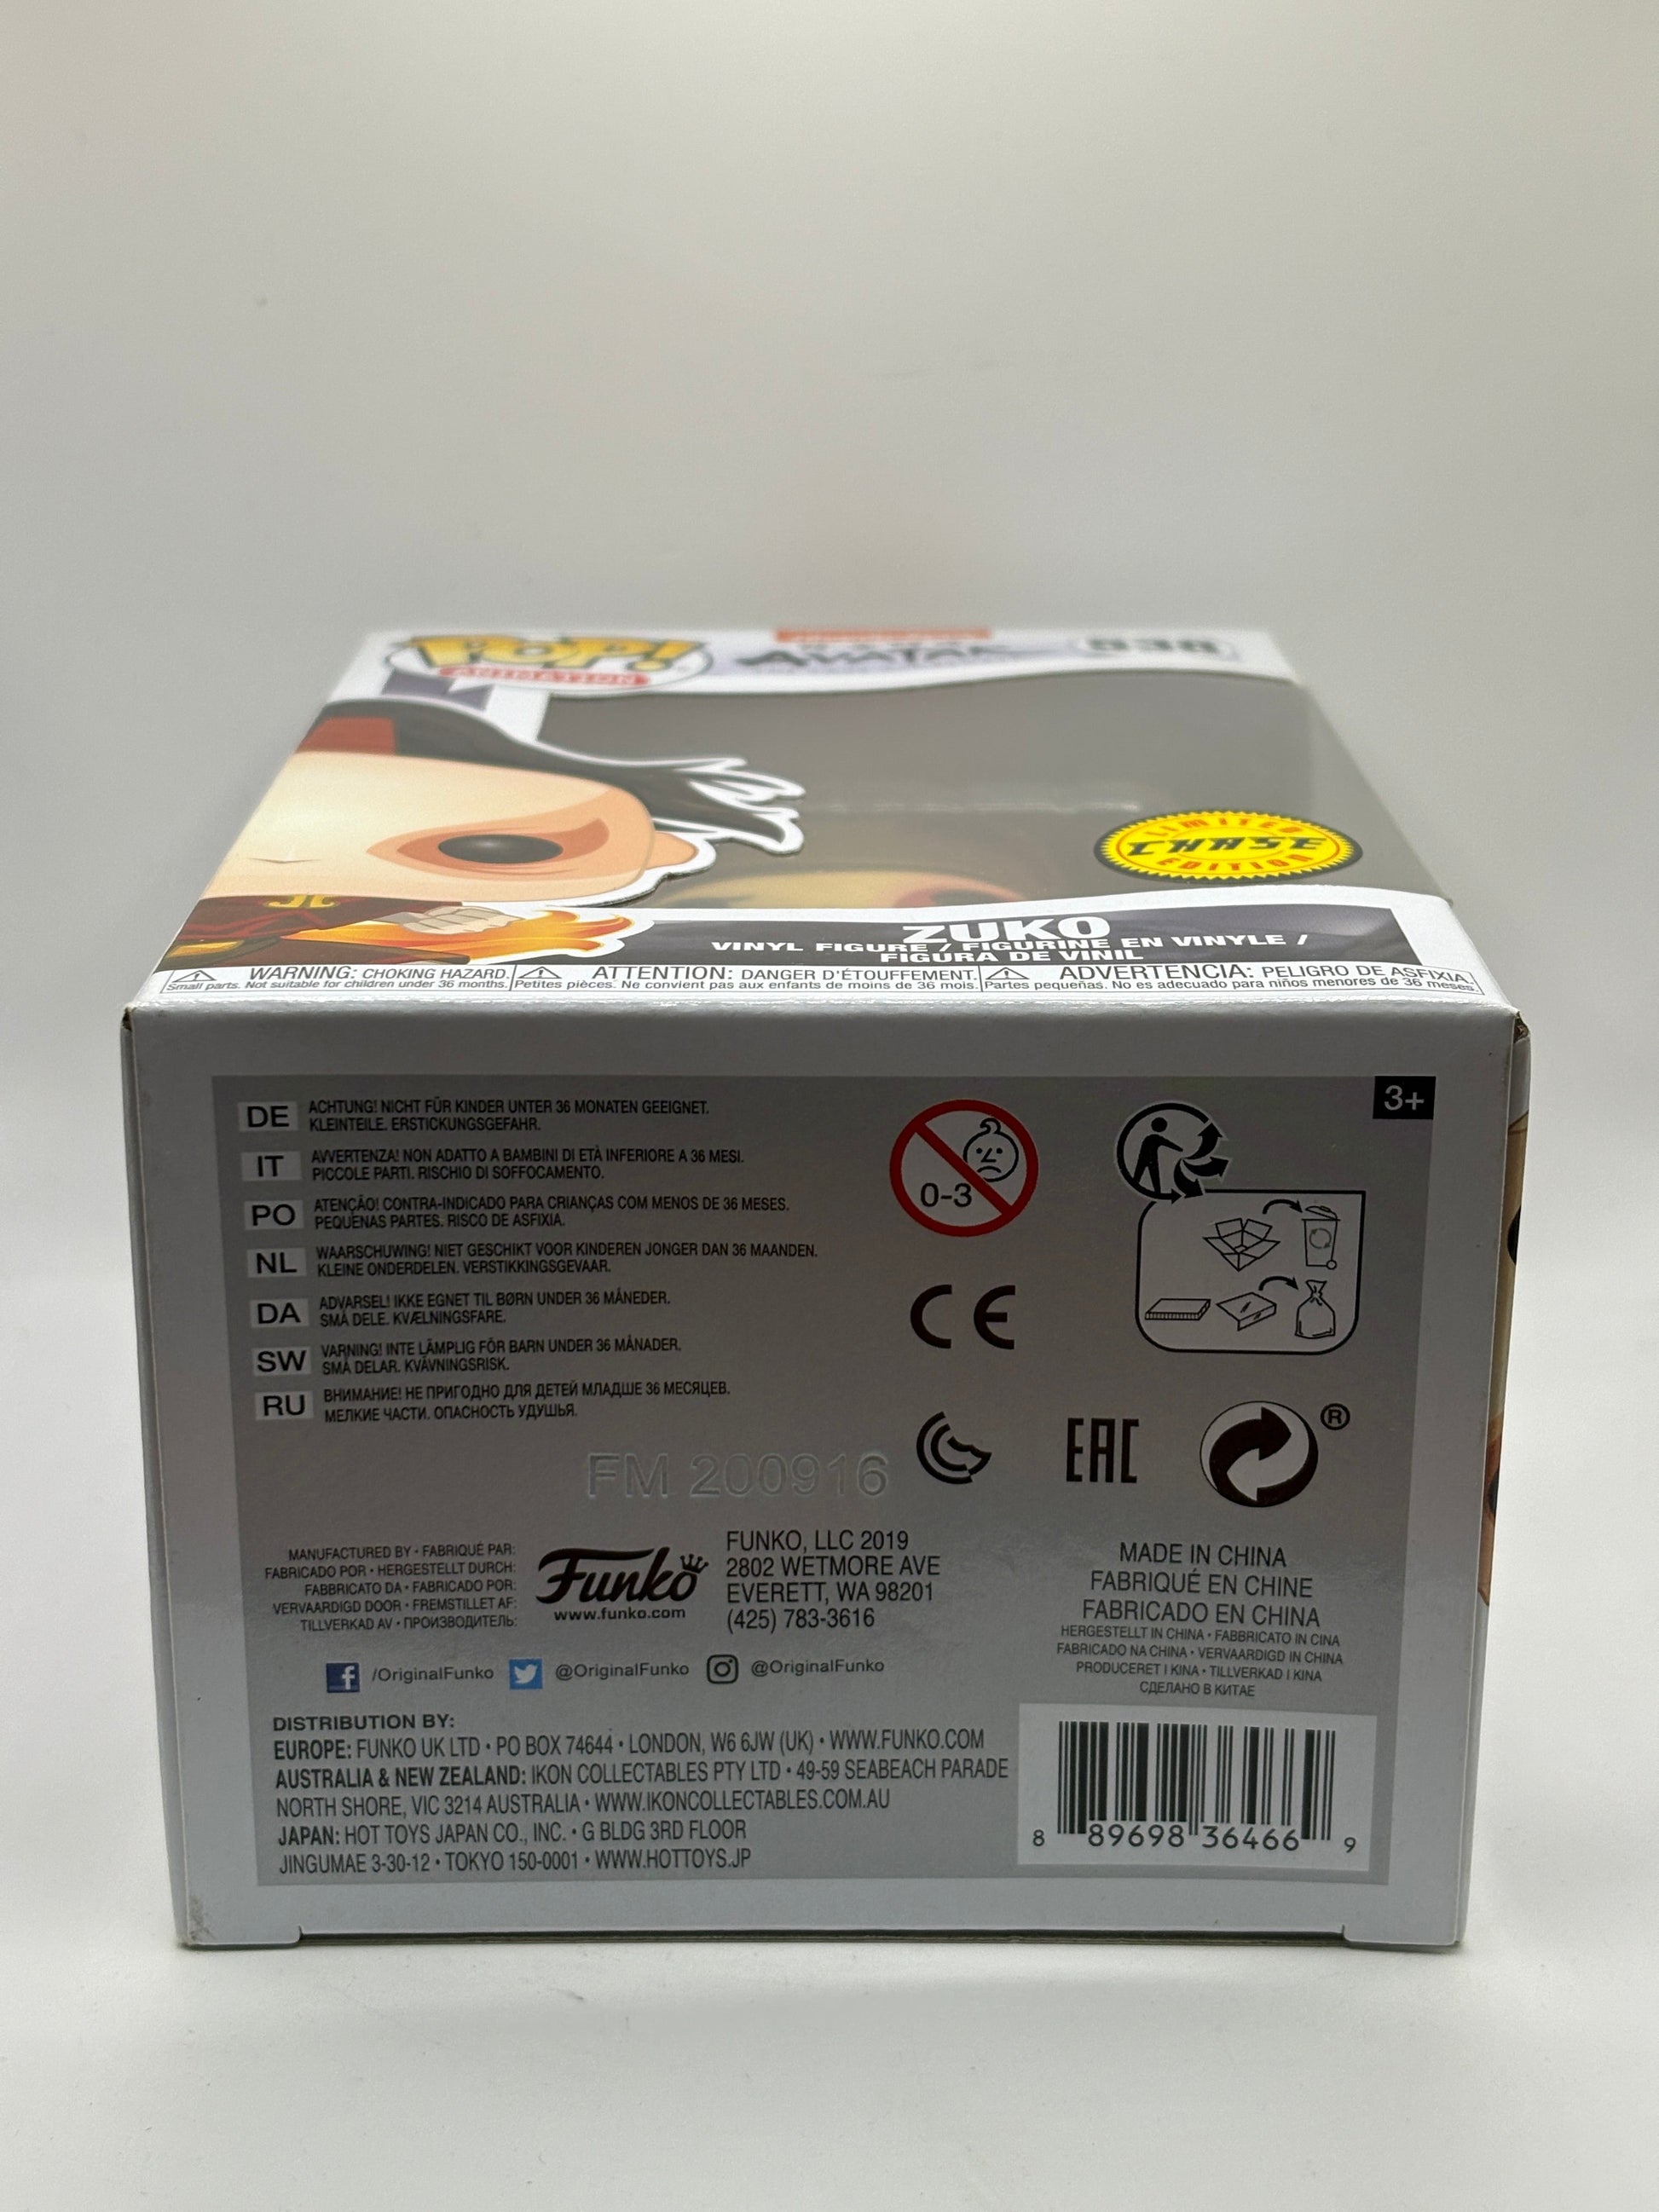 POP!
ANIMATION
AVATAR
538
LIMITED
CHASE
EDITION
ZUKO
VINYL FIGURE / FIGURINE EN VINYLE /
FIGURA DE VINIL
WARNING: CHOKING HAZARD.
Small parts. Not suitable for children under 36 months.
ATTENTION: DANGER D'ÉTOUFFEMENT.
Petites pièces. Ne convient pas aux enfants de moins de 36 mois.
ADVERTENCIA: PELIGRO DE ASFIXIA.
Partes pequeñas. No es adecuado para niños menores de 36 meses.
3+
DE ACHTUNG! NICHT FÜR KINDER UNTER 36 MONATEN GEEIGNET.
KLEINTEILE. ERSTICKUNGSGEFAHR.
IT AVVERTENZA! NON ADATTO A BAMBINI DI ETÀ INFERIORE A 36 MESI.
PICCOLE PARTI. RISCHIO DI SOFFOCAMENTO.
PO ATENÇÃO! CONTRA-INDICADO PARA CRIANÇAS COM MENOS DE 36 MESES.
PEQUENAS PARTES. RISCO DE ASFIXIA.
NL WAARSCHUWING! NIET GESCHIKT VOOR KINDEREN JONGER DAN 36 MAANDEN.
KLEINE ONDERDELEN. VERSTIKKINGSGEVAAR.
DA ADVARSEL! IKKE EGNET TIL BØRN UNDER 36 MÅNEDER.
SMÅ DELE. KVÆLNINGSFARE.
SW VARNING! INTE LÄMPLIG FÖR BARN UNDER 36 MÅNADER.
SMÅ DELAR. KVÄVNINGSRISK.
RU ВНИМАНИЕ! НЕ ПРИГОДНО ДЛЯ ДЕТЕЙ МЛАДШЕ 36 МЕСЯЦЕВ.
МЕЛКИЕ ЧАСТИ. ОПАСНОСТЬ УДУШЬЯ.
0-3
CE
EAC
®
FM 200916
MANUFACTURED BY • FABRIQUÉ PAR:
FABRICADO POR • HERGESTELLT DURCH:
FABBRICATO DA • FABRICADO POR:
VERVAARDIGD DOOR • FREMSTILLET AF:
TILLVERKAD AV • ПРОИЗВОДИТЕЛЬ:
Funko
www.funko.com
FUNKO, LLC 2019
2802 WETMORE AVE
EVERETT, WA 98201
(425) 783-3616
MADE IN CHINA
FABRIQUÉ EN CHINE
FABRICADO EN CHINA
HERGESTELLT IN CHINA • FABBRICATO IN CINA
FABRICADO NA CHINA • VERVAARDIGD IN CHINA
PRODUCERET I KINA • TILLVERKAD I KINA
СДЕЛАНО В КИТАЕ
/OriginalFunko @OriginalFunko @OriginalFunko
DISTRIBUTION BY:
EUROPE: FUNKO UK LTD • PO BOX 74644 • LONDON, W6 6JW (UK) • WWW.FUNKO.COM
AUSTRALIA & NEW ZEALAND: IKON COLLECTABLES PTY LTD • 49-59 SEABEACH PARADE
NORTH SHORE, VIC 3214 AUSTRALIA • WWW.IKONCOLLECTABLES.COM.AU
JAPAN: HOT TOYS JAPAN CO., INC. • G BLDG 3RD FLOOR
JINGUMAE 3-30-12 • TOKYO 150-0001 • WWW.HOTTOYS.JP
8 89698 36466 9